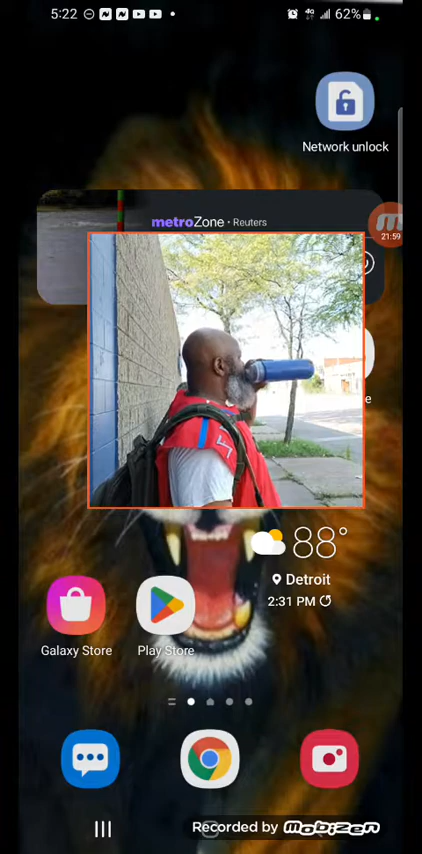 5:22
4G
62%
Network unlock
metroZone • Reuters
21:59
e
88°
Detroit
2:31 PM
Galaxy Store
Play Store
Recorded by MOBIZEN